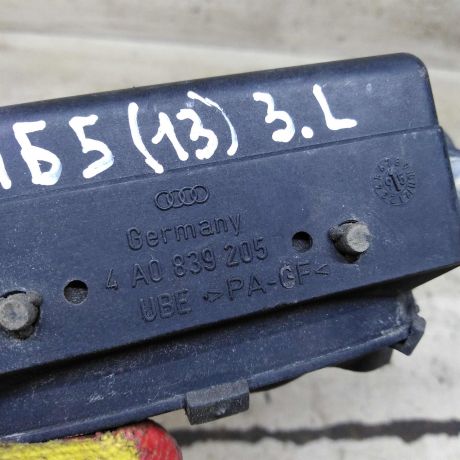 Б5 (13) 3.L
Germany
4 A0 839 205
UBE >PA-GF<